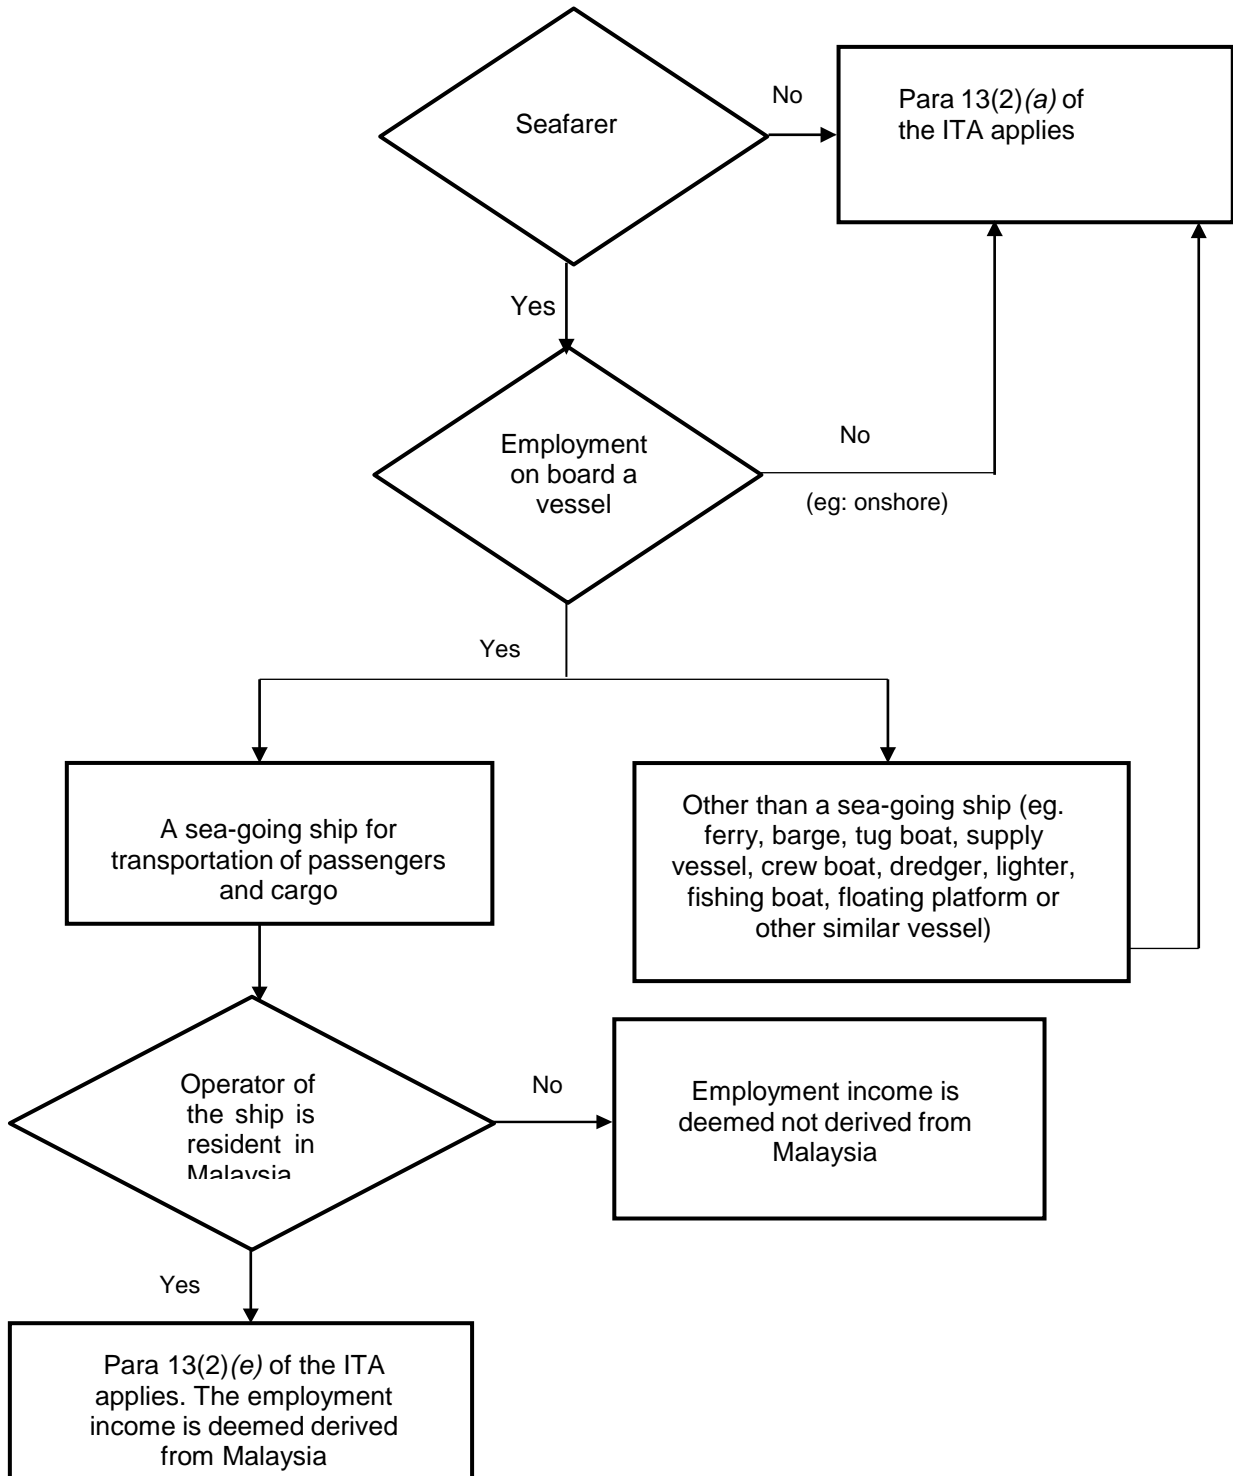 Seafarer
No
Para 13(2)(a) of
the ITA applies
Yes
Employment
on board a
vessel
No
(eg: onshore)
Yes
A sea-going ship for
transportation of passengers
and cargo
Other than a sea-going ship (eg.
ferry, barge, tug boat, supply
vessel, crew boat, dredger, lighter,
fishing boat, floating platform or
other similar vessel)
Operator of
the ship is
resident in
Malaysia
No
Employment income is
deemed not derived from
Malaysia
Yes
Para 13(2)(e) of the ITA
applies. The employment
income is deemed derived
from Malaysia